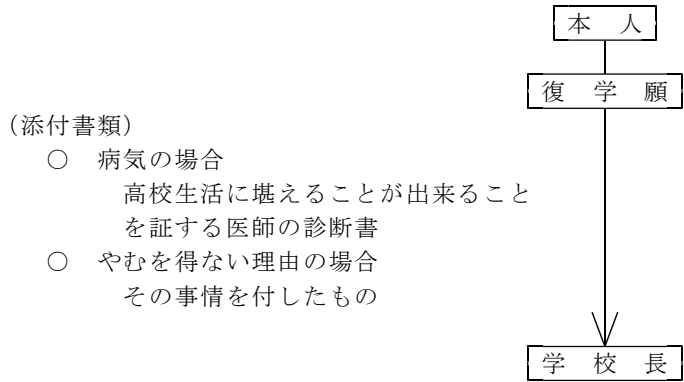 本　人
復　学　願
（添付書類）
○　病気の場合
高校生活に堪えることが出来ること
を証する医師の診断書
○　やむを得ない理由の場合
その事情を付したもの
学　校　長